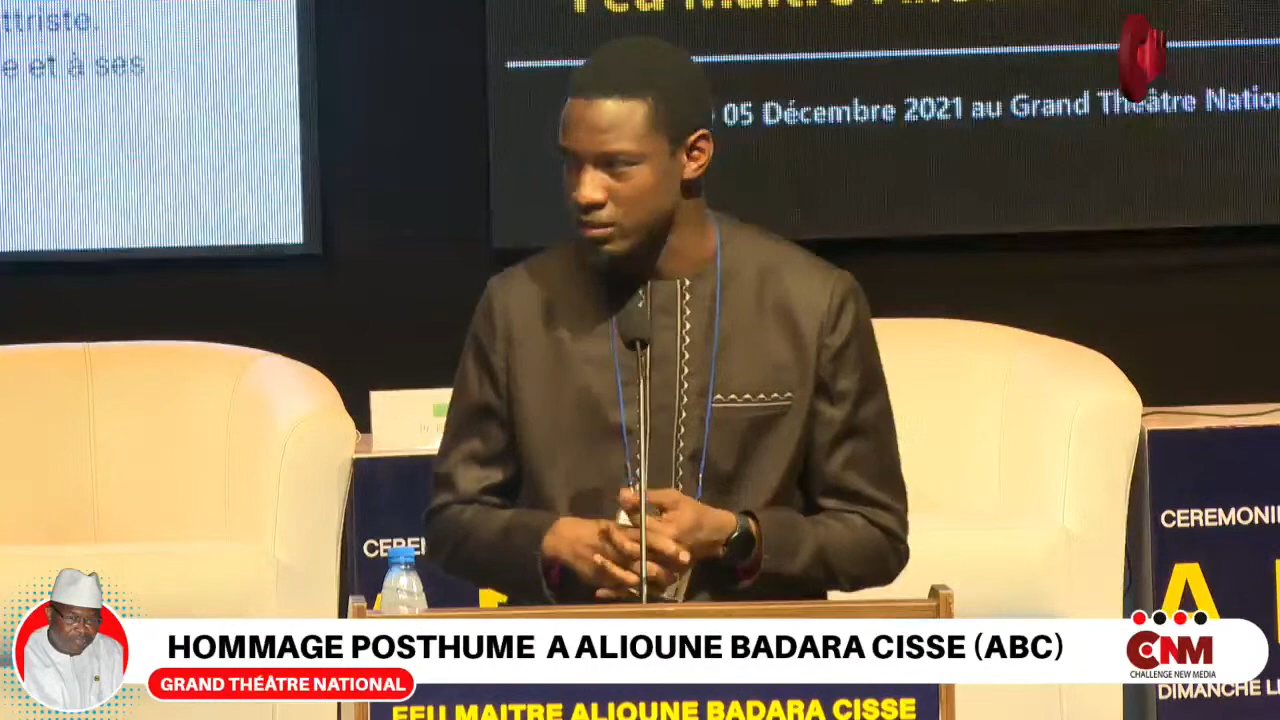 ttriste.
e et à ses
05 Décembre 2021 au Grand Théâtre Natio
CEREMONI
HOMMAGE POSTHUME A ALIOUNE BADARA CISSE (ABC)
GRAND THÉÂTRE NATIONAL
CNM
CHALLENGE NEW MEDIA
DIMANCHE L
FEU MAITRE ALIOUNE BADARA CISSE